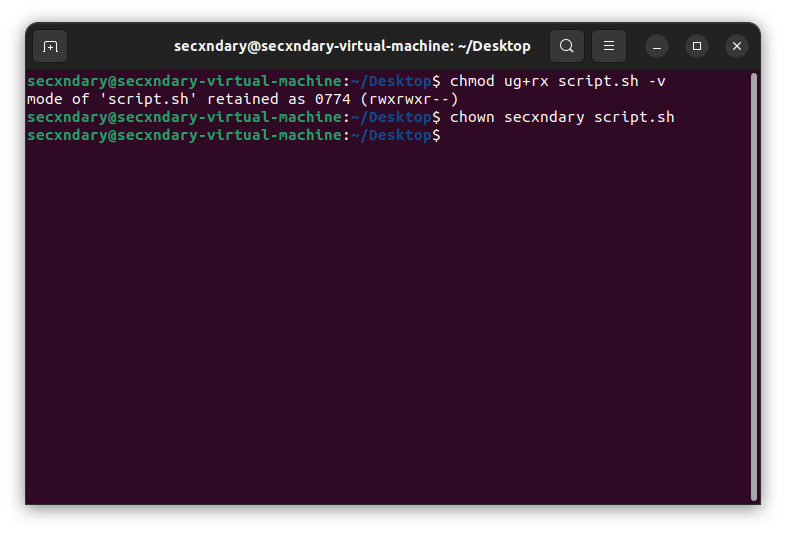 secxndary@secxndary-virtual-machine: ~/Desktop
secxndary@secxndary-virtual-machine:~/Desktop$ chmod ug+rx script.sh -v
mode of 'script.sh' retained as 0774 (rwxrwxr--)
secxndary@secxndary-virtual-machine:~/Desktop$ chown secxndary script.sh
secxndary@secxndary-virtual-machine:~/Desktop$